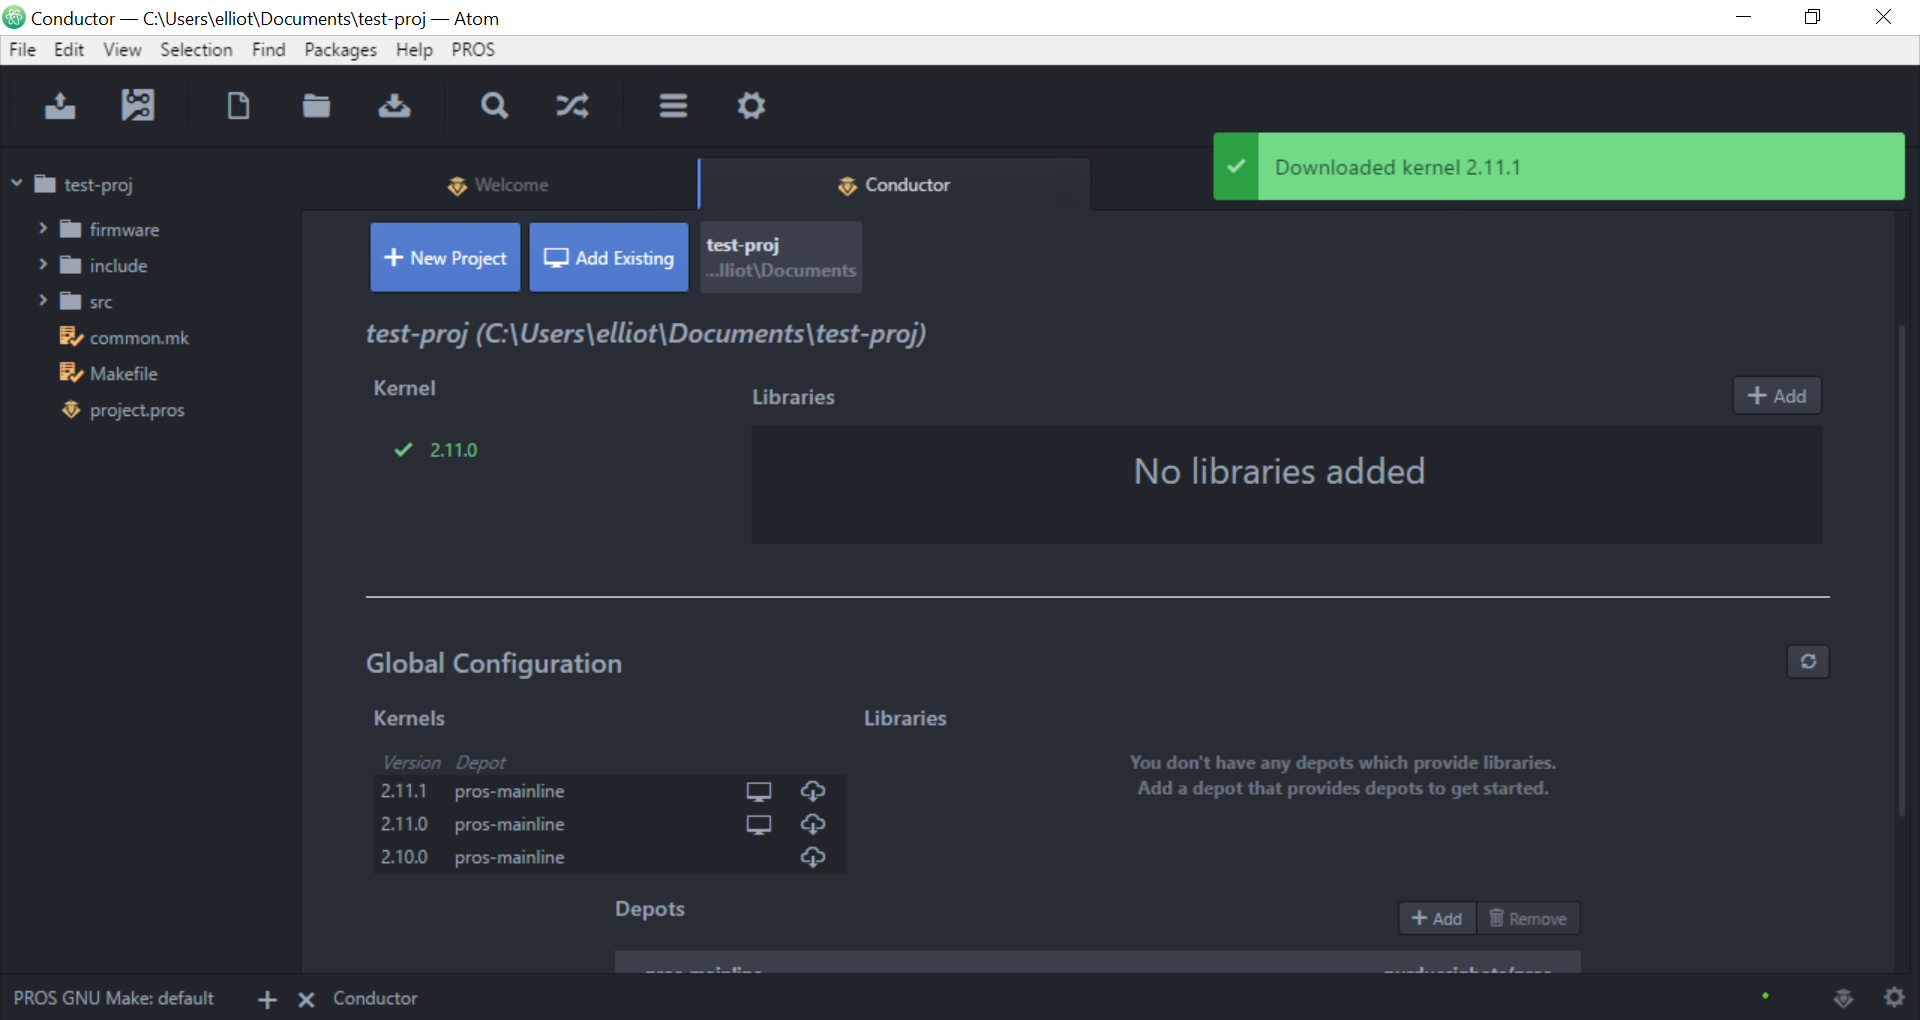 Conductor — C:\Users\elliot\Documents\test-proj — Atom
File Edit View Selection Find Packages Help PROS
Downloaded kernel 2.11.1
test-proj
firmware
include
src
common.mk
Makefile
project.pros
Welcome
Conductor
New Project
Add Existing
test-proj
...lliot\Documents
test-proj (C:\Users\elliot\Documents\test-proj)
Kernel
2.11.0
Libraries
Add
No libraries added
Global Configuration
Kernels
Version Depot
2.11.1 pros-mainline
2.11.0 pros-mainline
2.10.0 pros-mainline
Libraries
You don't have any depots which provide libraries.
Add a depot that provides depots to get started.
Depots
Add Remove
pros-mainline
PROS GNU Make: default
Conductor